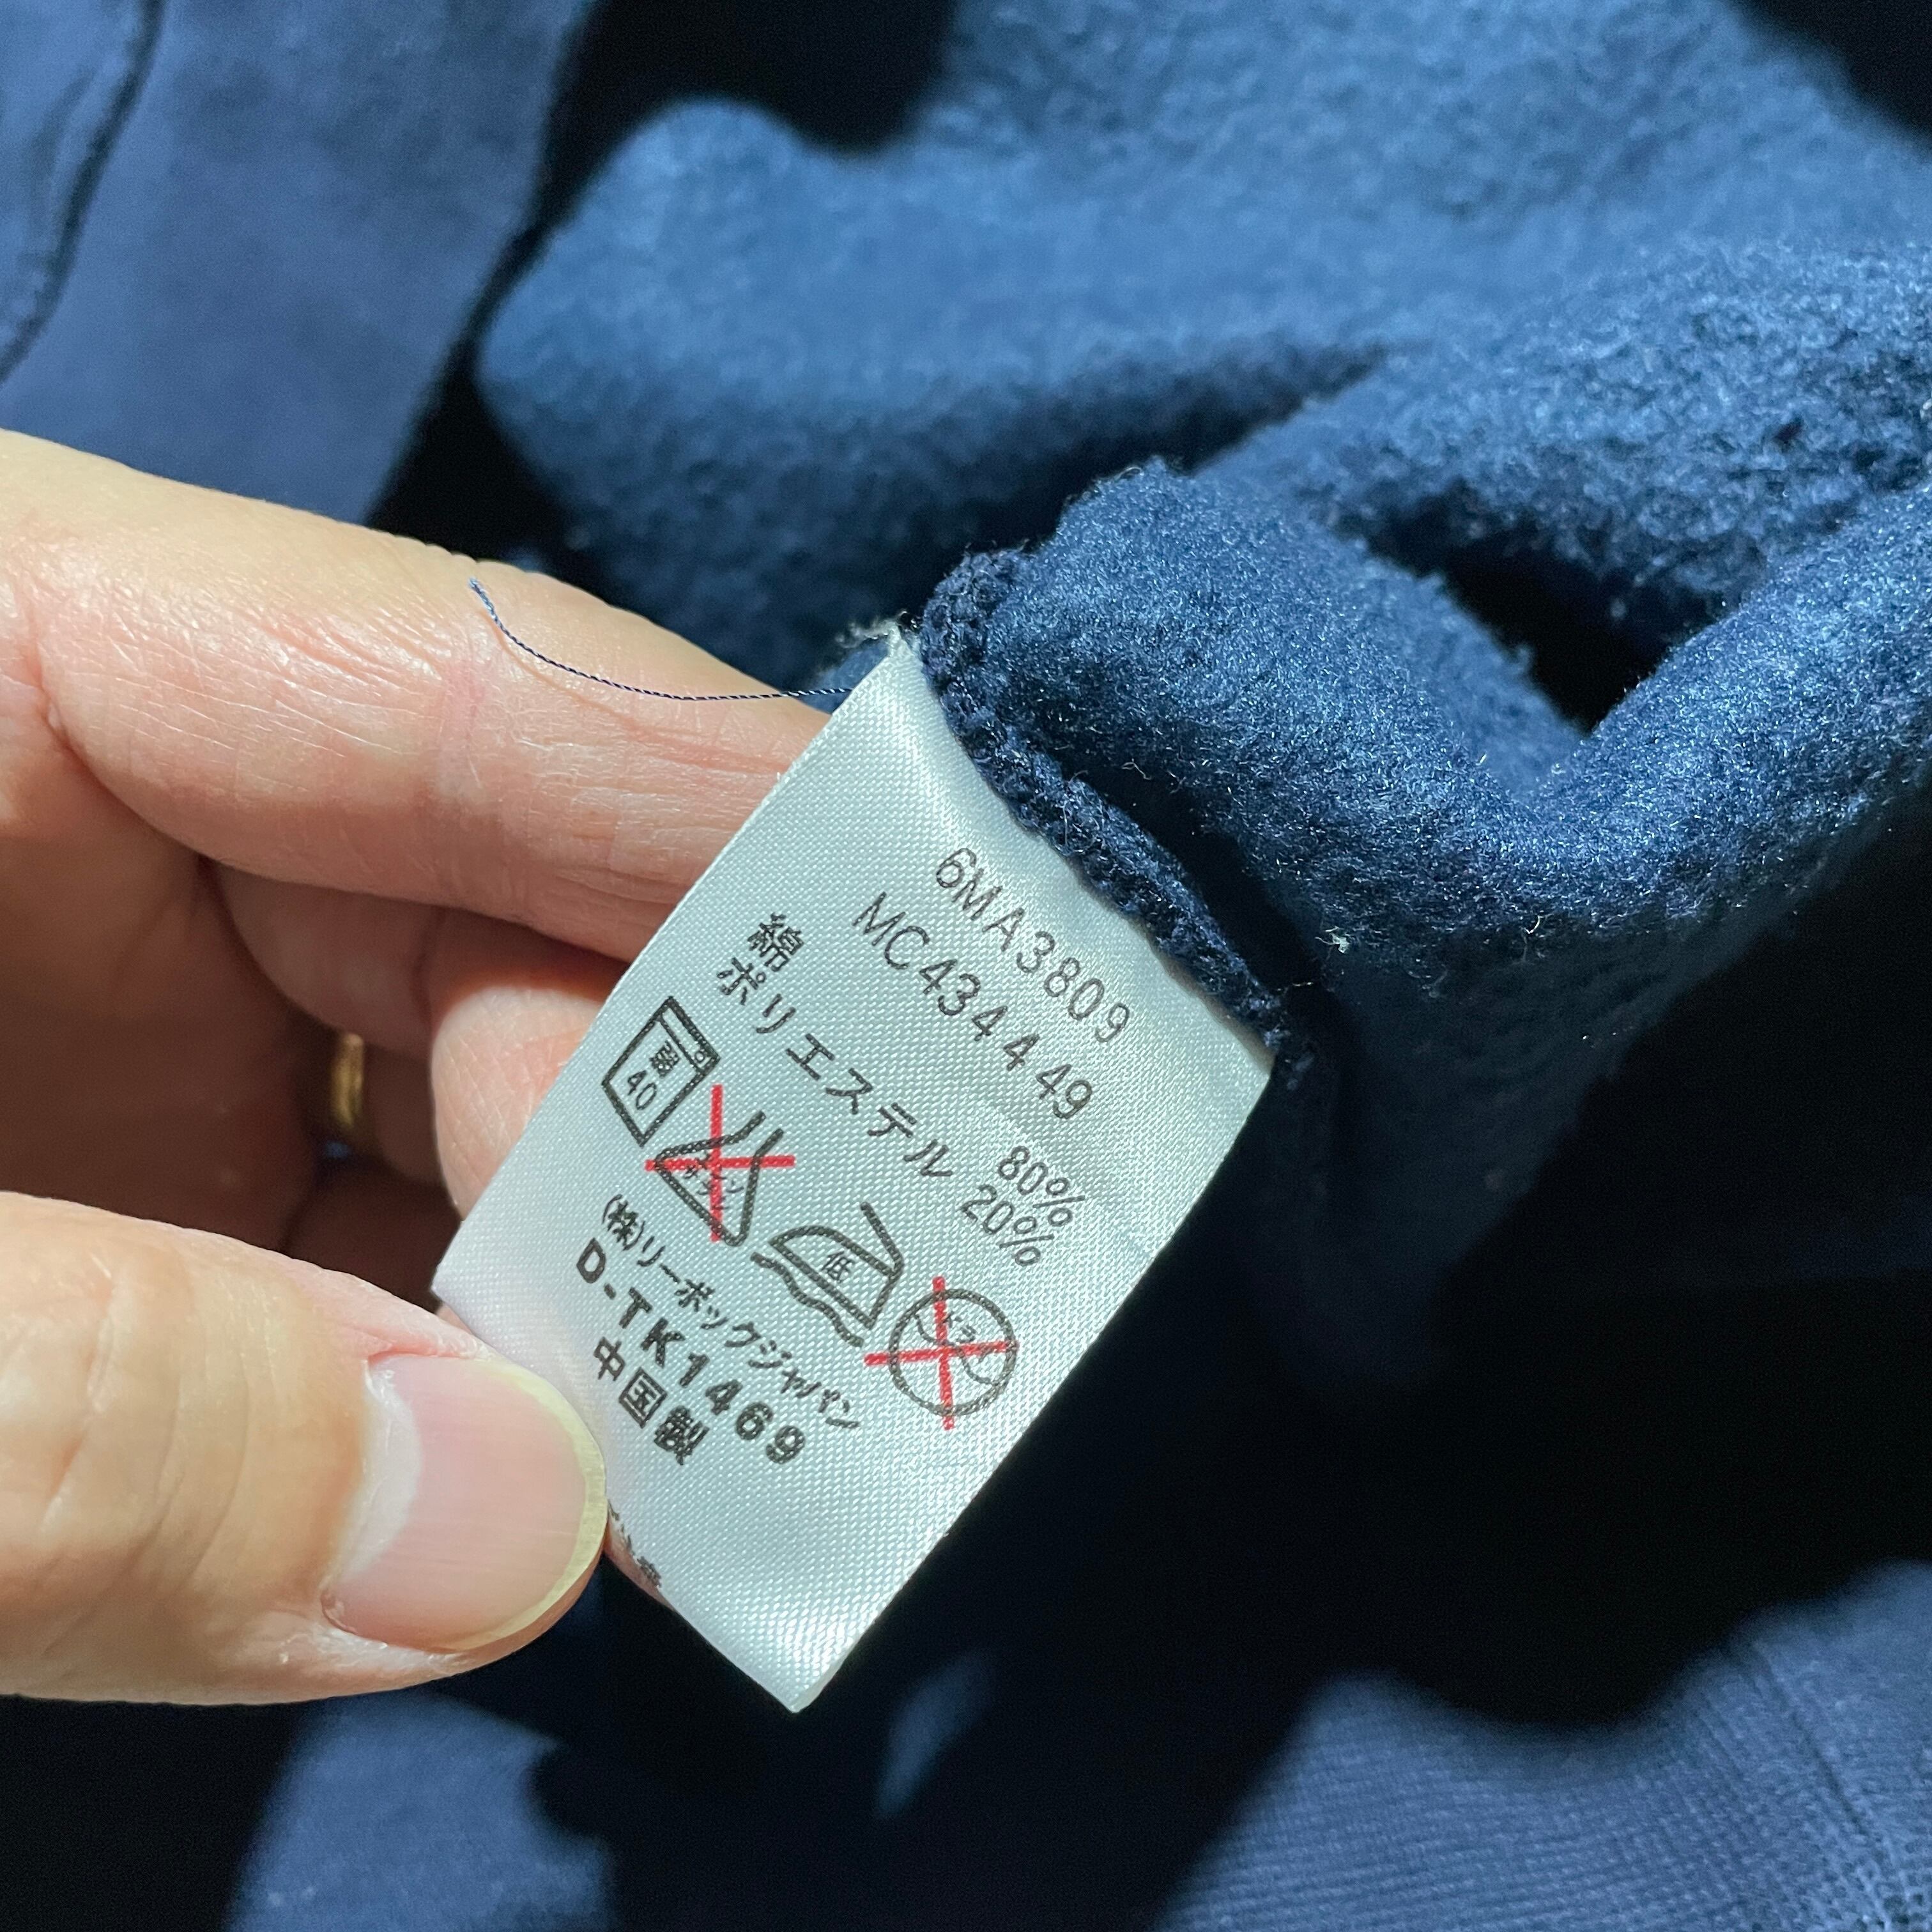 6MA3809
MC434449
綿 80%
ポリエステル 20%
弱
40
低
(株)リーボックジャパン
D-TK1469
中国製